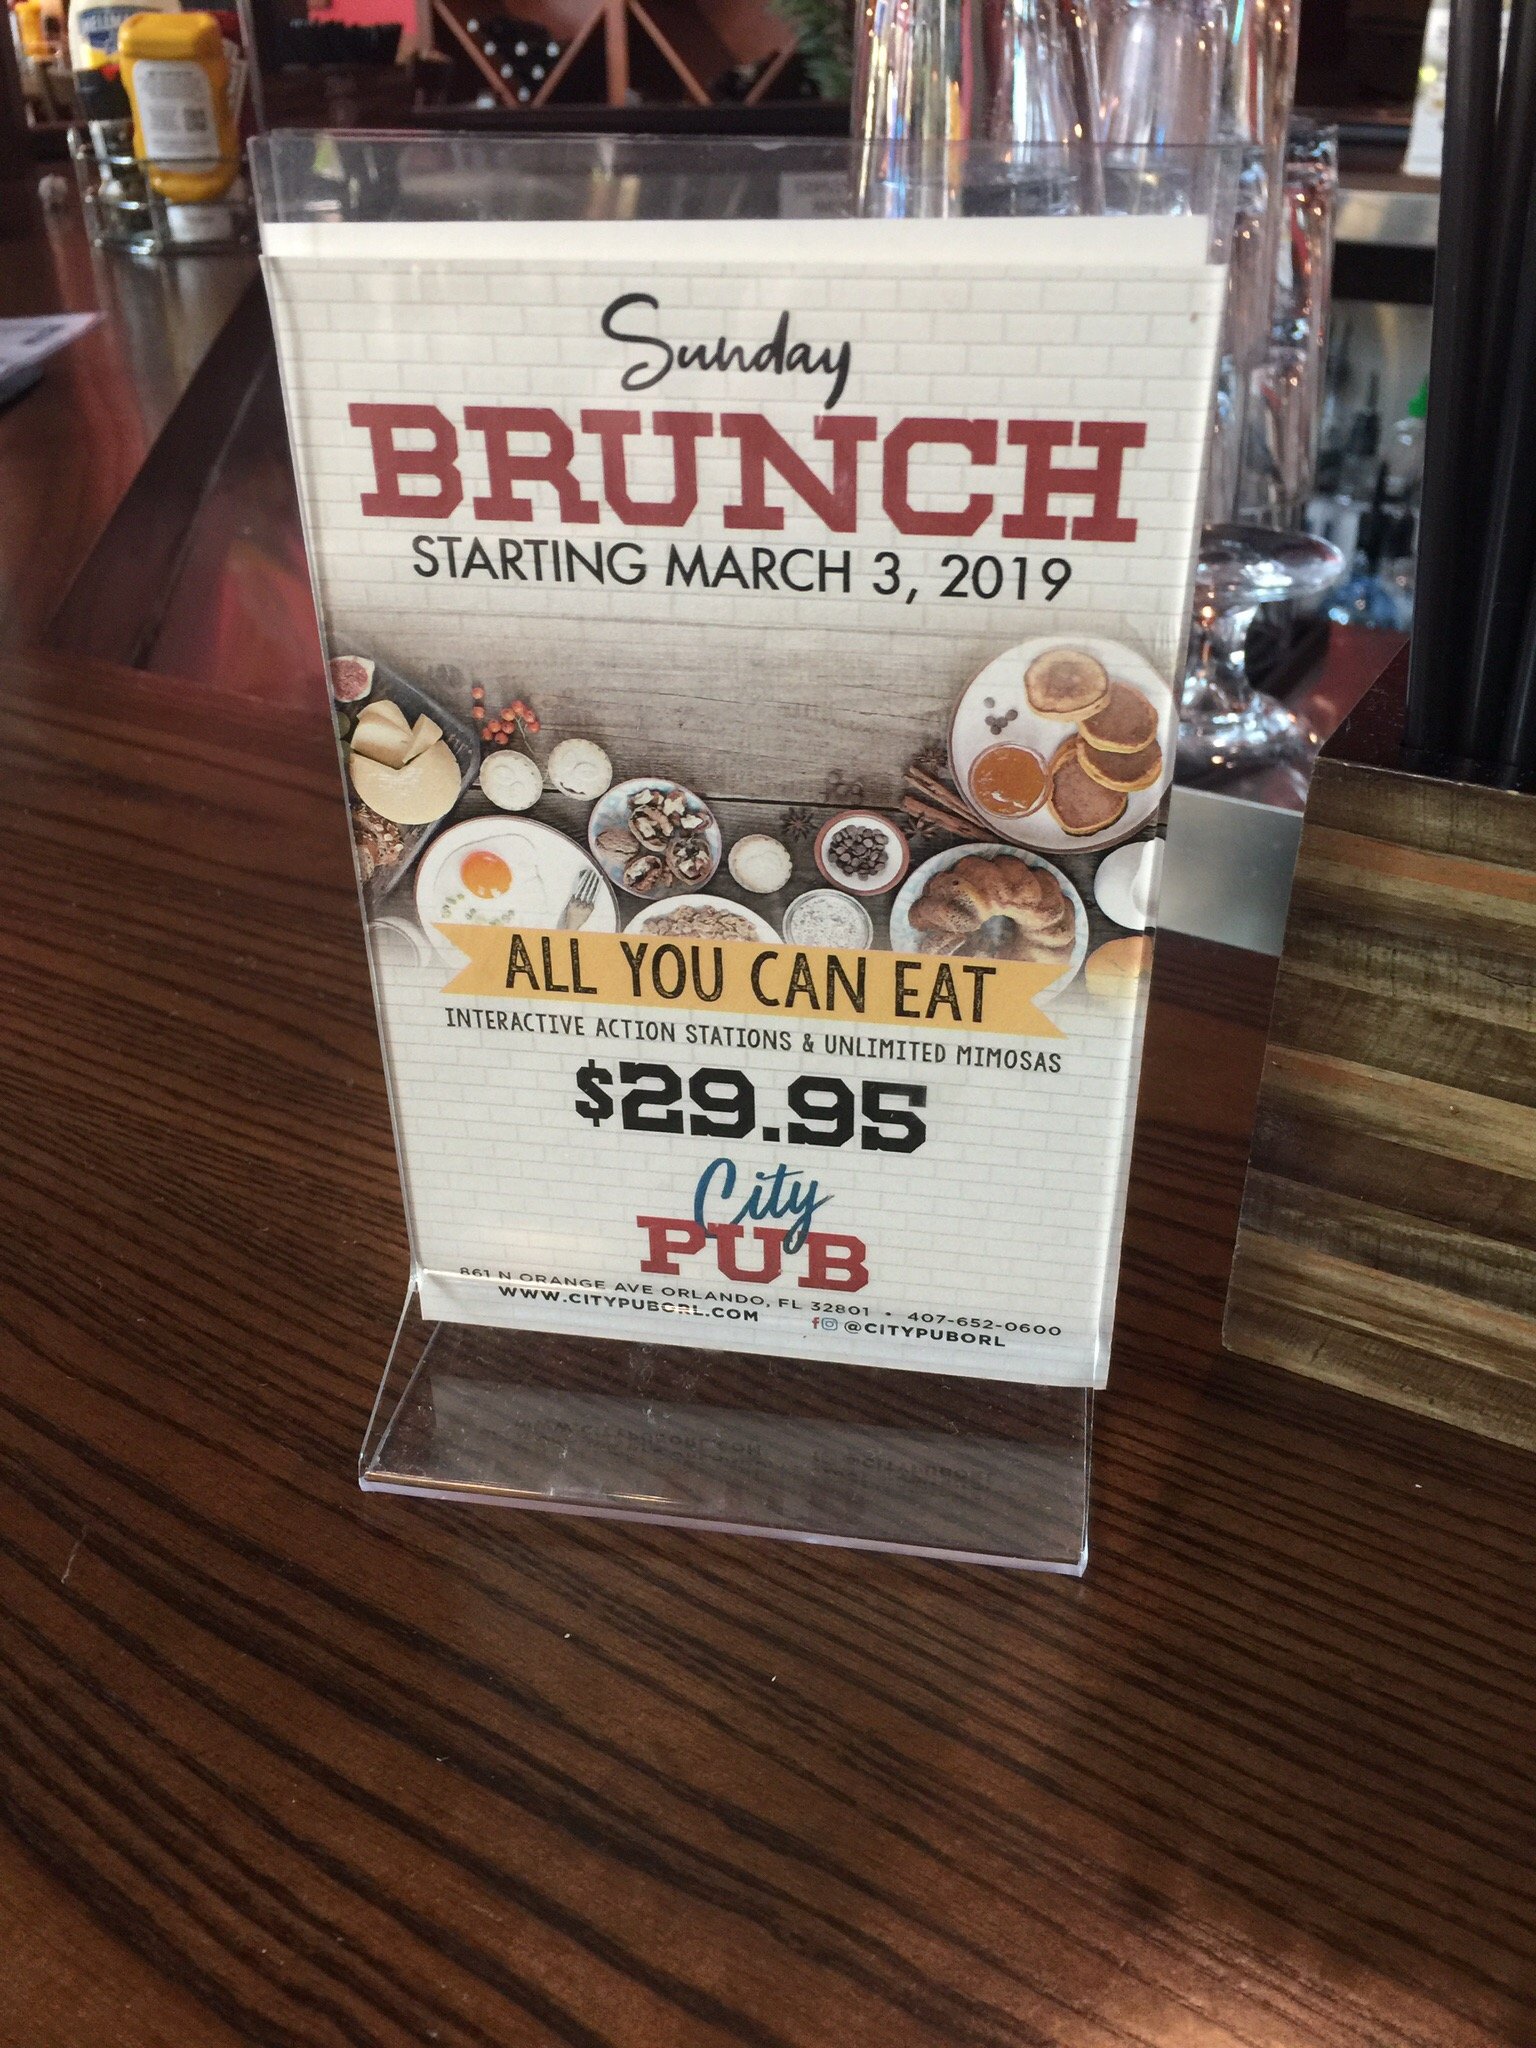 Sunday
BRUNCH
STARTING MARCH 3, 2019
ALL YOU CAN EAT
INTERACTIVE ACTION STATIONS & UNLIMITED MIMOSAS
$29.95
City
PUB
861 N ORANGE AVE ORLANDO, FL 32801 • 407-652-0600
WWW.CITYPUBORL.COM @CITYPUBORL